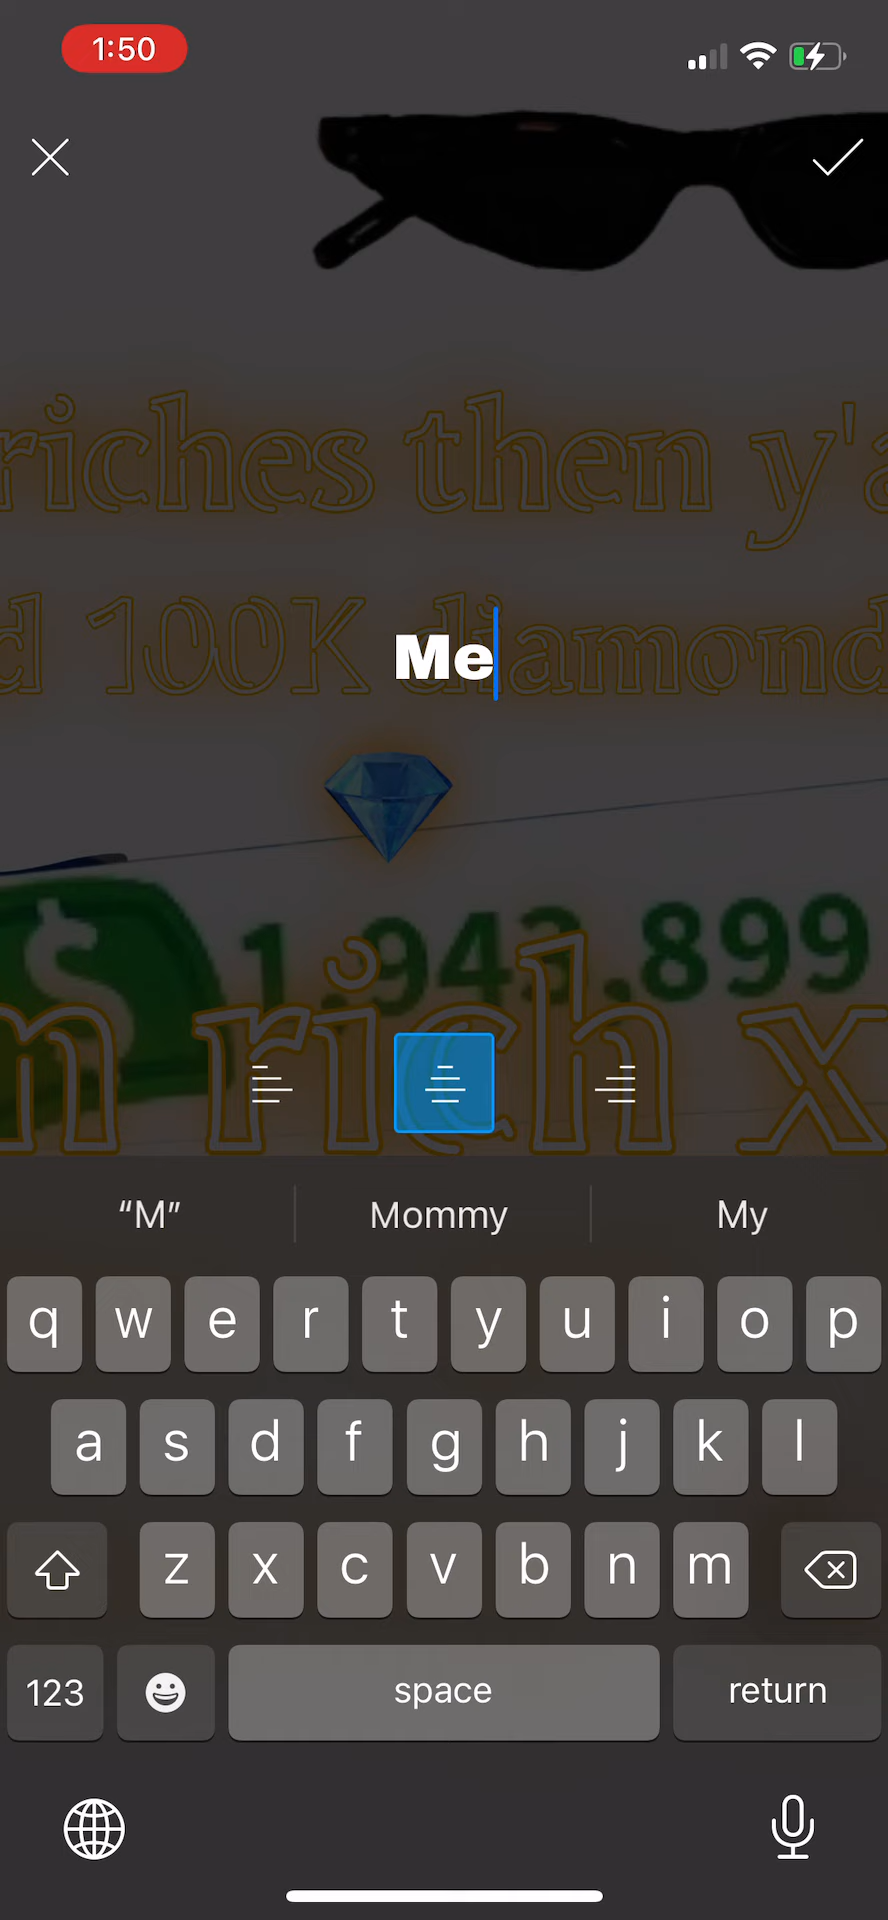 1:50
riches then y'a
d 100K diamond
Me
1,943,899
m rich x
“M” Mommy My
q w e r t y u i o p
a s d f g h j k l
z x c v b n m
123 space return